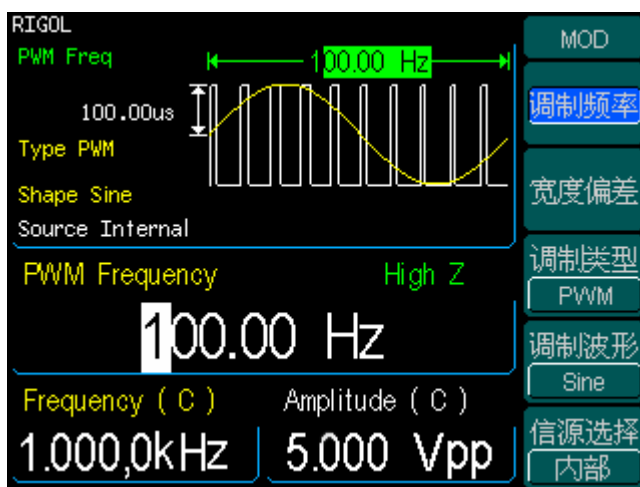 RIGOL
PWM Freq
100.00 Hz
100.00us
Type PWM
Shape Sine
Source Internal
PWM Frequency
High Z
100.00 Hz
Frequency ( C )
Amplitude ( C )
1.000,0kHz
5.000 Vpp
MOD
调制频率
宽度偏差
调制类型
PWM
调制波形
Sine
信源选择
内部